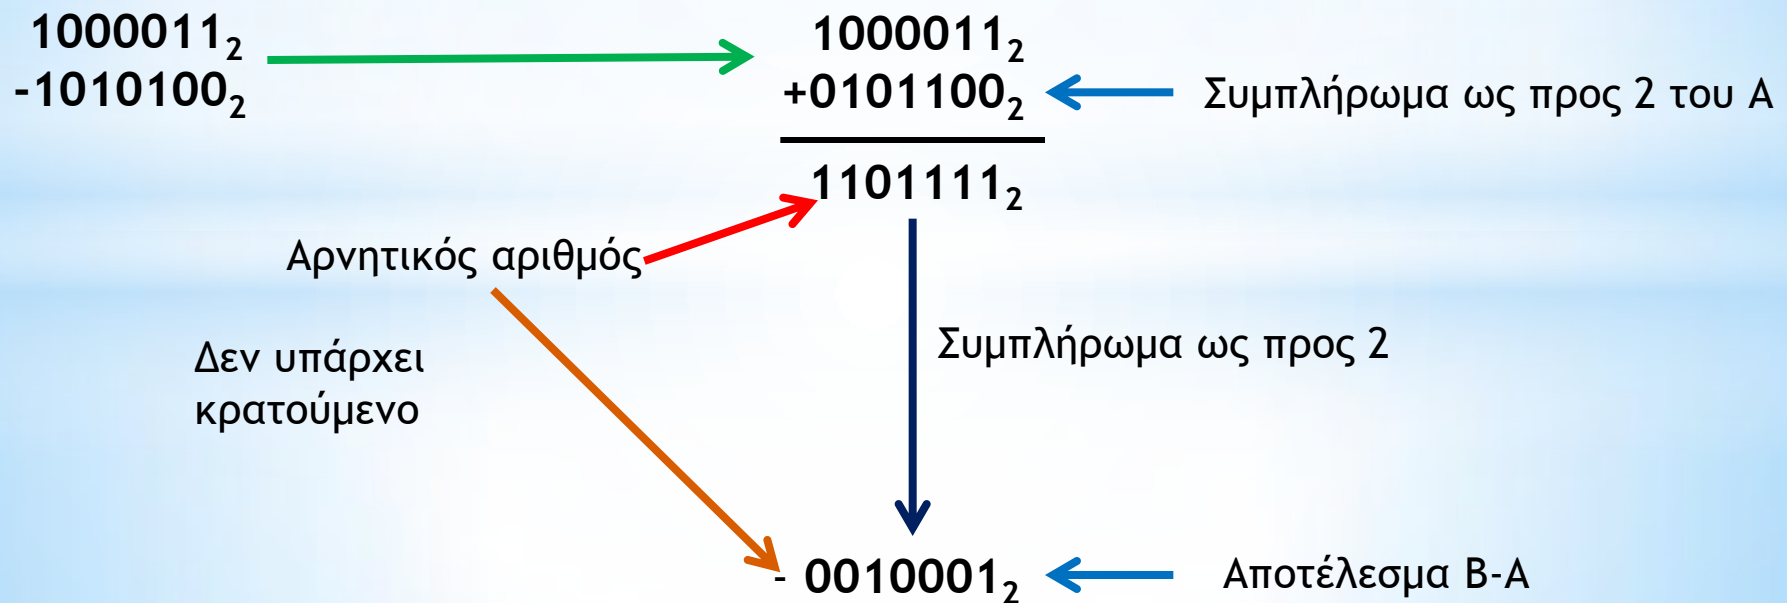 1000011₂
-1010100₂
1000011₂
+0101100₂
Συμπλήρωμα ως προς 2 του Α
1101111₂
Αρνητικός αριθμός
Δεν υπάρχει
κρατούμενο
Συμπλήρωμα ως προς 2
- 0010001₂
Αποτέλεσμα Β-Α